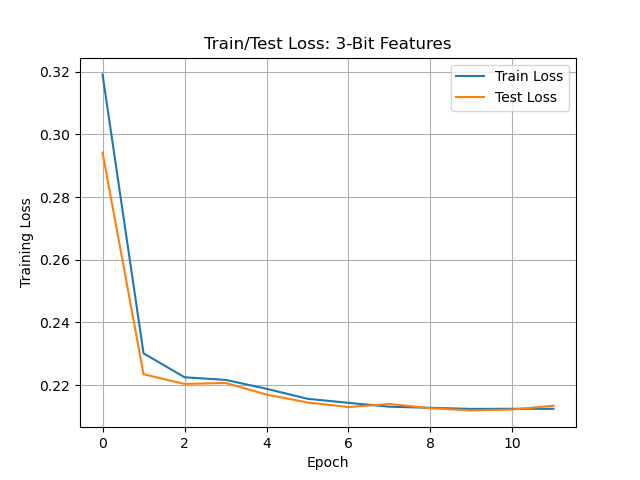 Train/Test Loss: 3-Bit Features
Train Loss
Test Loss
Training Loss
0.32
0.30
0.28
0.26
0.24
0.22
0 2 4 6 8 10
Epoch